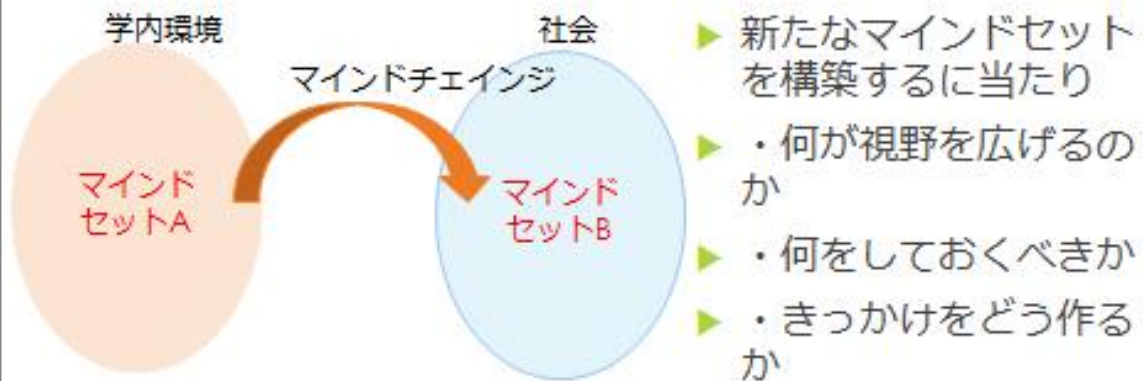 学内環境
社会
マインドチェインジ
マインド
セットA
マインド
セットB
新たなマインドセット
を構築するに当たり
・何が視野を広げるの
か
・何をしておくべきか
・きっかけをどう作る
か